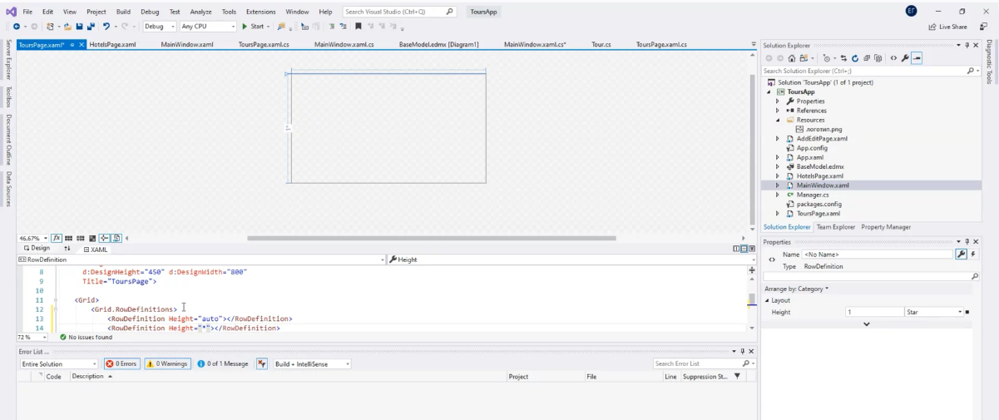 File Edit View Project Build Debug Test Analyze Tools Extensions Window Help Search Visual Studio (Ctrl+Q) ToursApp ЕГ
Debug Any CPU Start Live Share
ToursPage.xaml* HotelsPage.xaml MainWindow.xaml ToursPage.xaml.cs MainWindow.xaml.cs BaseModel.edmx [Diagram1] MainWindow.xaml.cs* Tour.cs ToursPage.xaml.cs
Server Explorer
Toolbox
Document Outline
Data Sources
46.67%
Design XAML
RowDefinition Height
8 d:DesignHeight="450" d:DesignWidth="800"
9 Title="ToursPage">
10
11 <Grid>
12 <Grid.RowDefinitions>
13 <RowDefinition Height="auto"></RowDefinition>
14 <RowDefinition Height="*"></RowDefinition>
72 % No issues found
Error List ...
Entire Solution 0 Errors 0 Warnings 0 of 1 Message Build + IntelliSense Search Error List
Code Description Project File Line Suppression St...
Solution Explorer
Search Solution Explorer (Ctrl+;)
Solution 'ToursApp' (1 of 1 project)
ToursApp
Properties
References
Resources
логотип.png
AddEditPage.xaml
App.config
App.xaml
BaseModel.edmx
HotelsPage.xaml
MainWindow.xaml
Manager.cs
packages.config
ToursPage.xaml
Solution Explorer Team Explorer Property Manager
Properties
Name <No Name>
Type RowDefinition
Arrange by: Category
Layout
Height 1 Star
Diagnostic Tools